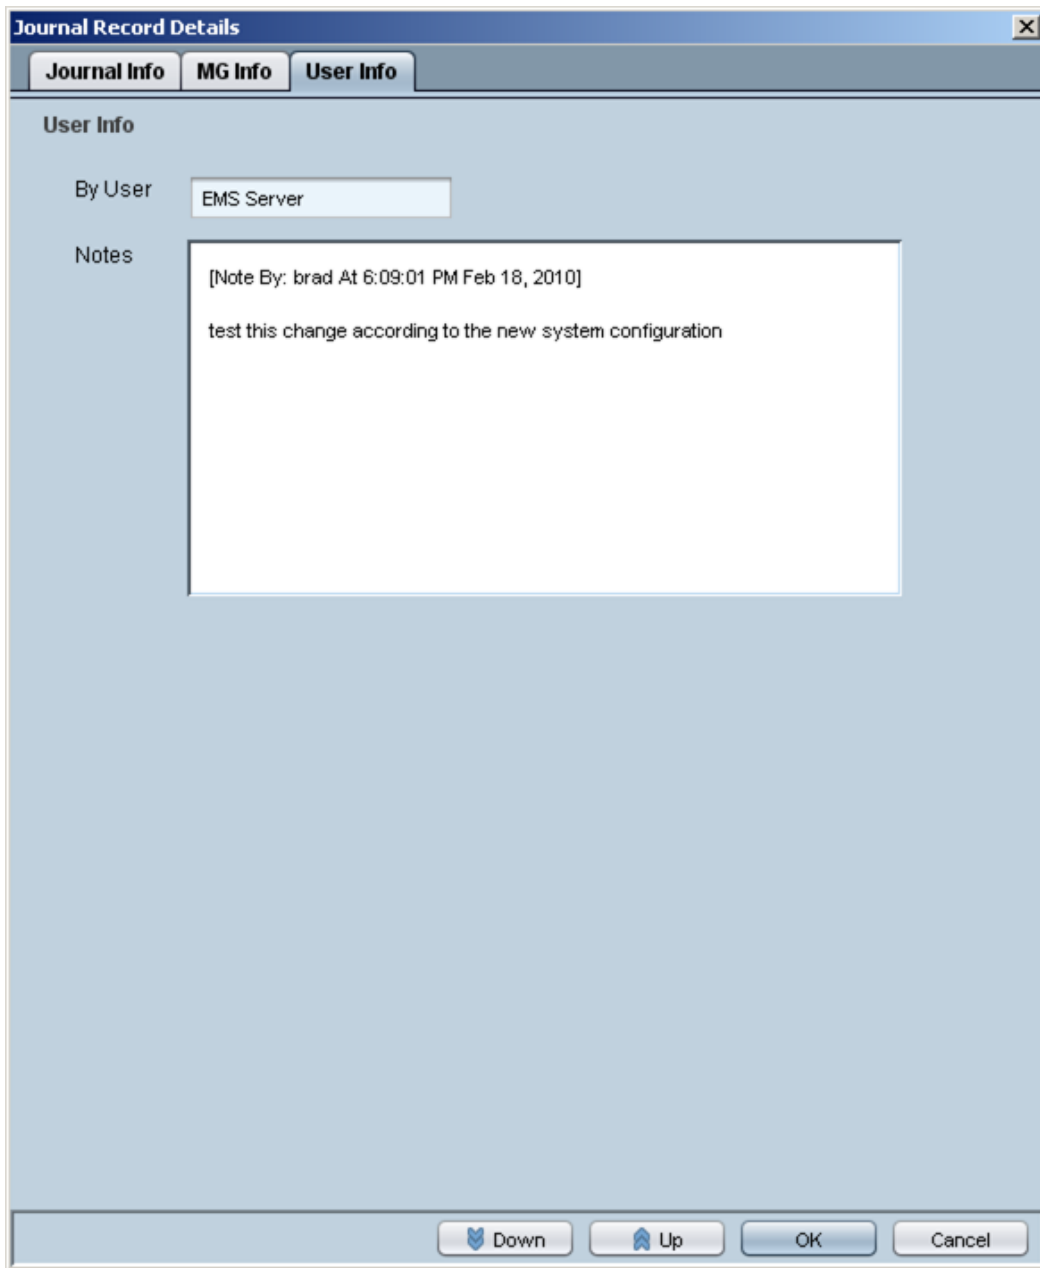 Journal Record Details
Journal Info MG Info User Info
User Info
By User EMS Server
Notes
[Note By: brad At 6:09:01 PM Feb 18, 2010]
test this change according to the new system configuration
Down Up OK Cancel